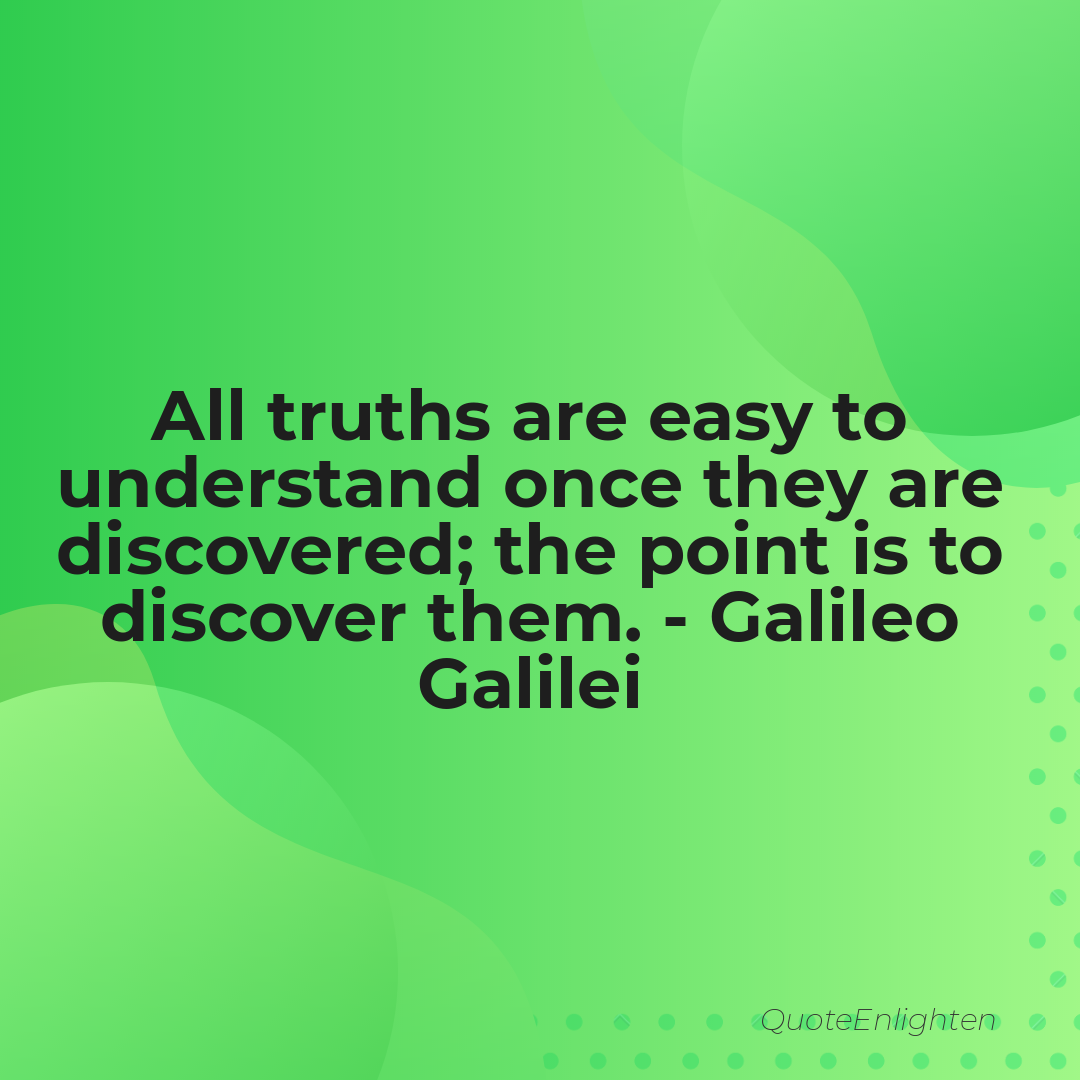 All truths are easy to
understand once they are
discovered; the point is to
discover them. - Galileo
Galilei
QuoteEnlighten